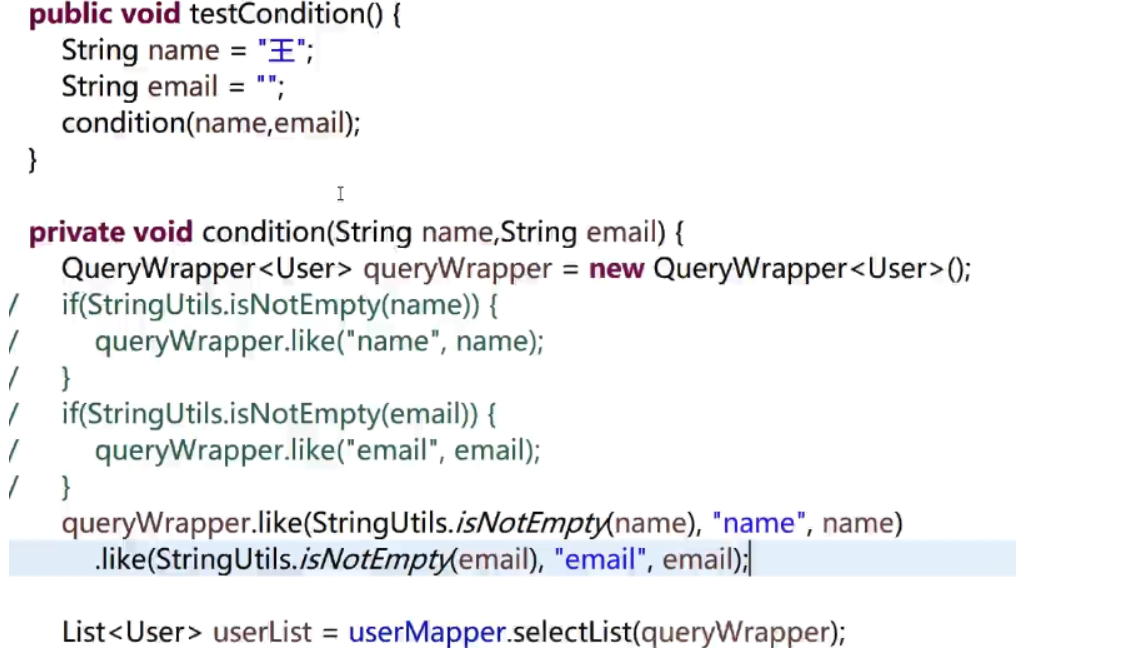 public void testCondition() {
String name = "王";
String email = "";
condition(name,email);
}
private void condition(String name,String email) {
QueryWrapper<User> queryWrapper = new QueryWrapper<User>();
/ if(StringUtils.isNotEmpty(name)) {
/ queryWrapper.like("name", name);
/ }
/ if(StringUtils.isNotEmpty(email)) {
/ queryWrapper.like("email", email);
/ }
queryWrapper.like(StringUtils.isNotEmpty(name), "name", name)
.like(StringUtils.isNotEmpty(email), "email", email);
List<User> userList = userMapper.selectList(queryWrapper);